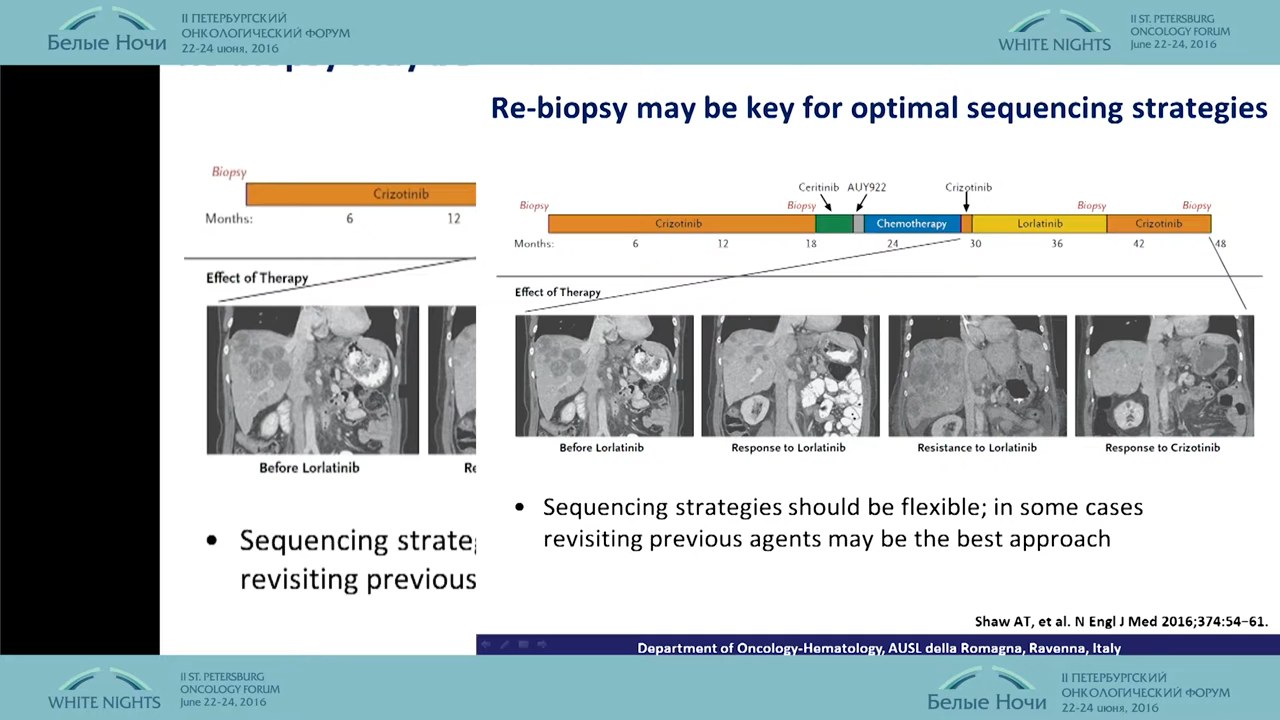 Белые Ночи
II ПЕТЕРБУРГСКИЙ
ОНКОЛОГИЧЕСКИЙ ФОРУМ
22-24 июня, 2016
WHITE NIGHTS
II ST. PETERSBURG
ONCOLOGY FORUM
June 22-24, 2016
Biopsy
Crizotinib
Months: 6 12
Effect of Therapy
Before Lorlatinib
Re
• Sequencing strate
revisiting previous
Re-biopsy may be key for optimal sequencing strategies
Ceritinib AUY922 Crizotinib
Biopsy Biopsy Biopsy Biopsy
Crizotinib Chemotherapy Lorlatinib Crizotinib
Months: 6 12 18 24 30 36 42 48
Effect of Therapy
Before Lorlatinib Response to Lorlatinib Resistance to Lorlatinib Response to Crizotinib
• Sequencing strategies should be flexible; in some cases
revisiting previous agents may be the best approach
Shaw AT, et al. N Engl J Med 2016;374:54–61.
Department of Oncology-Hematology, AUSL della Romagna, Ravenna, Italy
WHITE NIGHTS
II ST. PETERSBURG
ONCOLOGY FORUM
June 22-24, 2016
Белые Ночи
II ПЕТЕРБУРГСКИЙ
ОНКОЛОГИЧЕСКИЙ ФОРУМ
22-24 июня, 2016